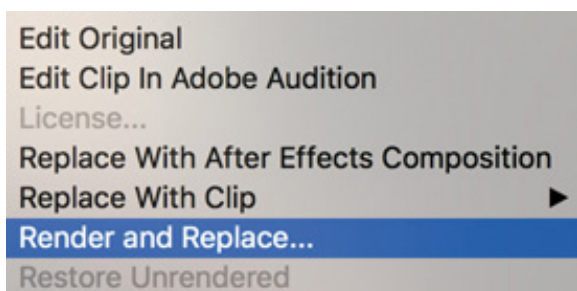 Edit Original
Edit Clip In Adobe Audition
License...
Replace With After Effects Composition
Replace With Clip
Render and Replace...
Restore Unrendered